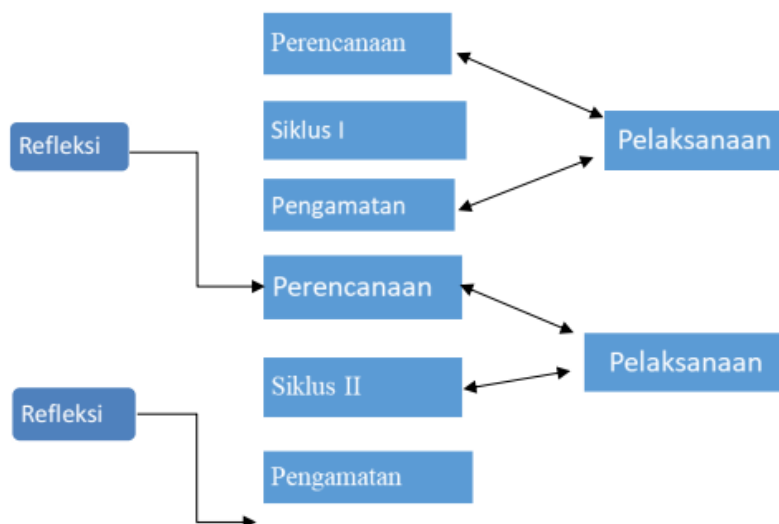 Perencanaan
Siklus I
Pelaksanaan
Refleksi
Pengamatan
Perencanaan
Pelaksanaan
Siklus II
Refleksi
Pengamatan